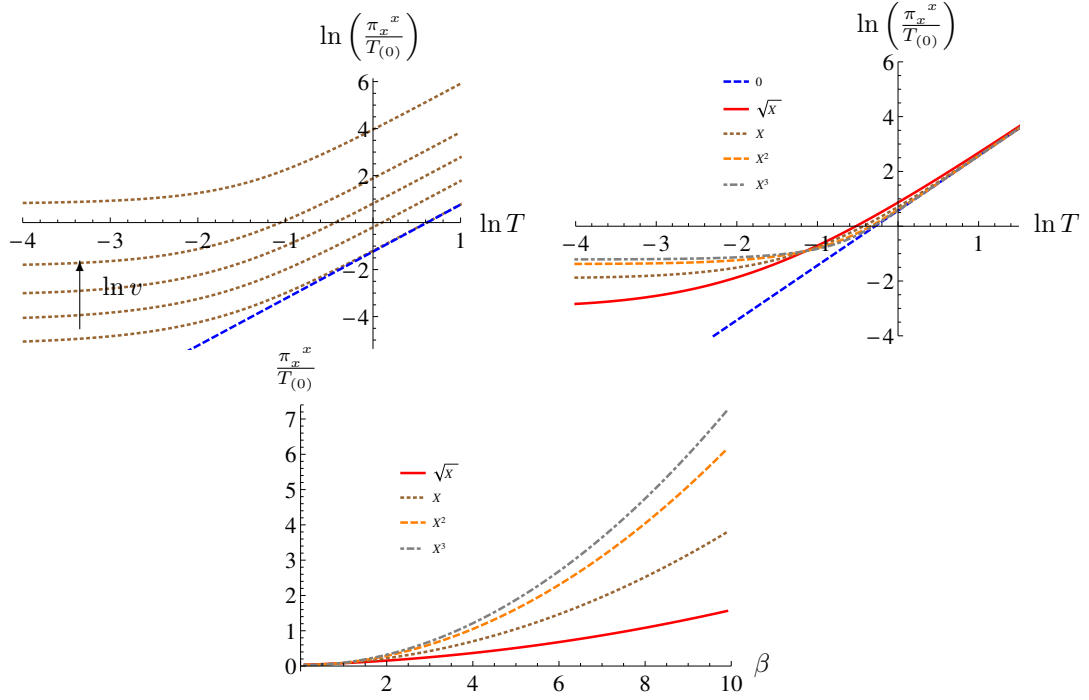 ln(π_x^x/T_(0))
6
4
2
−4 −3 −2 −1 1 ln T
−2
−4
ln v
ln(π_x^x/T_(0))
6
4
2
−4 −3 −2 −1 1 ln T
−2
−4
0
√X
X
X²
X³
π_x^x/T_(0)
7
6
5
4
3
2
1
0
2 4 6 8 10 β
√X
X
X²
X³